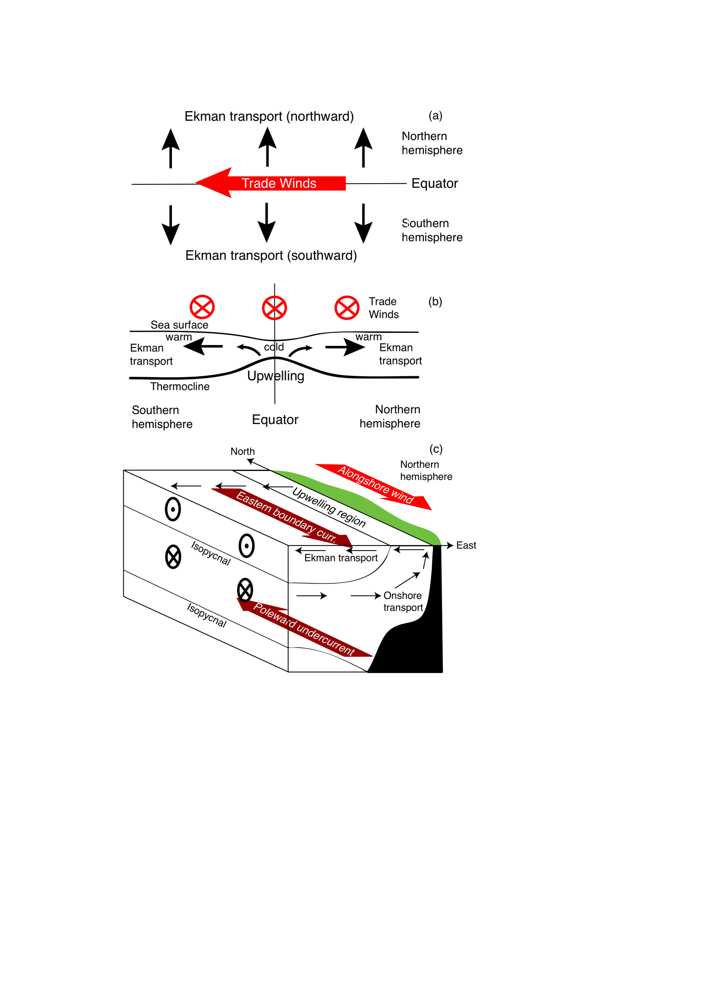 Ekman transport (northward)
(a)
Northern
hemisphere
Trade Winds
Equator
Southern
hemisphere
Ekman transport (southward)
(b)
Trade
Winds
Sea surface
warm
warm
cold
Ekman
transport
Ekman
transport
Upwelling
Thermocline
Southern
hemisphere
Equator
Northern
hemisphere
(c)
North
Northern
hemisphere
Alongshore wind
Upwelling region
Eastern boundary curr.
East
Ekman transport
Isopycnal
Onshore
transport
Poleward undercurrent
Isopycnal